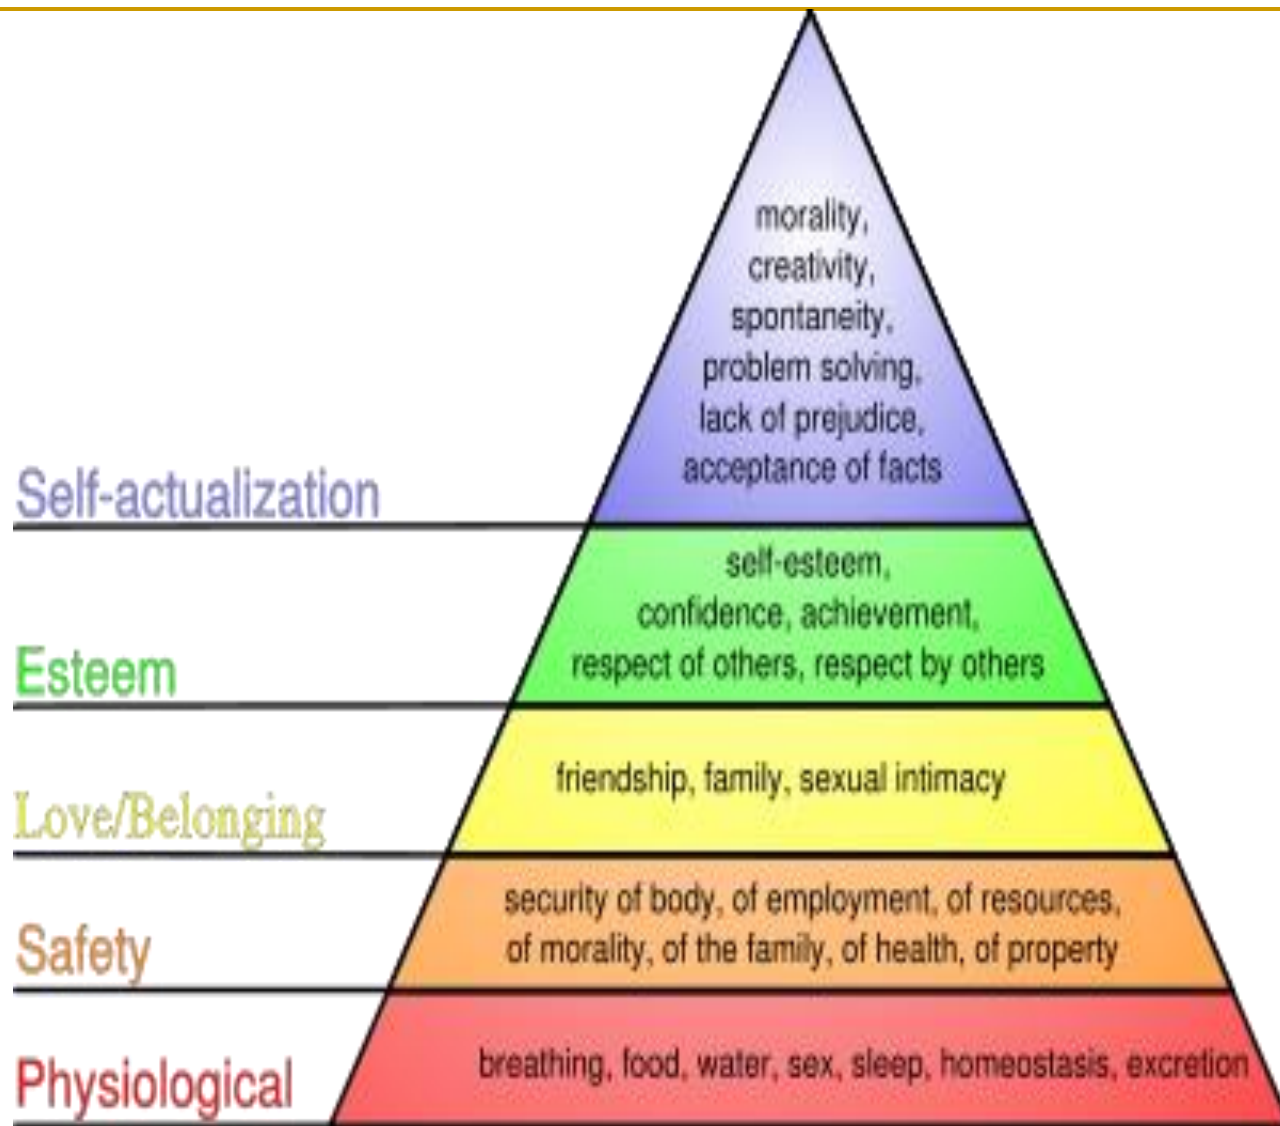 morality,
creativity,
spontaneity,
problem solving,
lack of prejudice,
acceptance of facts
Self-actualization
self-esteem,
confidence, achievement,
respect of others, respect by others
Esteem
friendship, family, sexual intimacy
Love/Belonging
security of body, of employment, of resources,
of morality, of the family, of health, of property
Safety
breathing, food, water, sex, sleep, homeostasis, excretion
Physiological